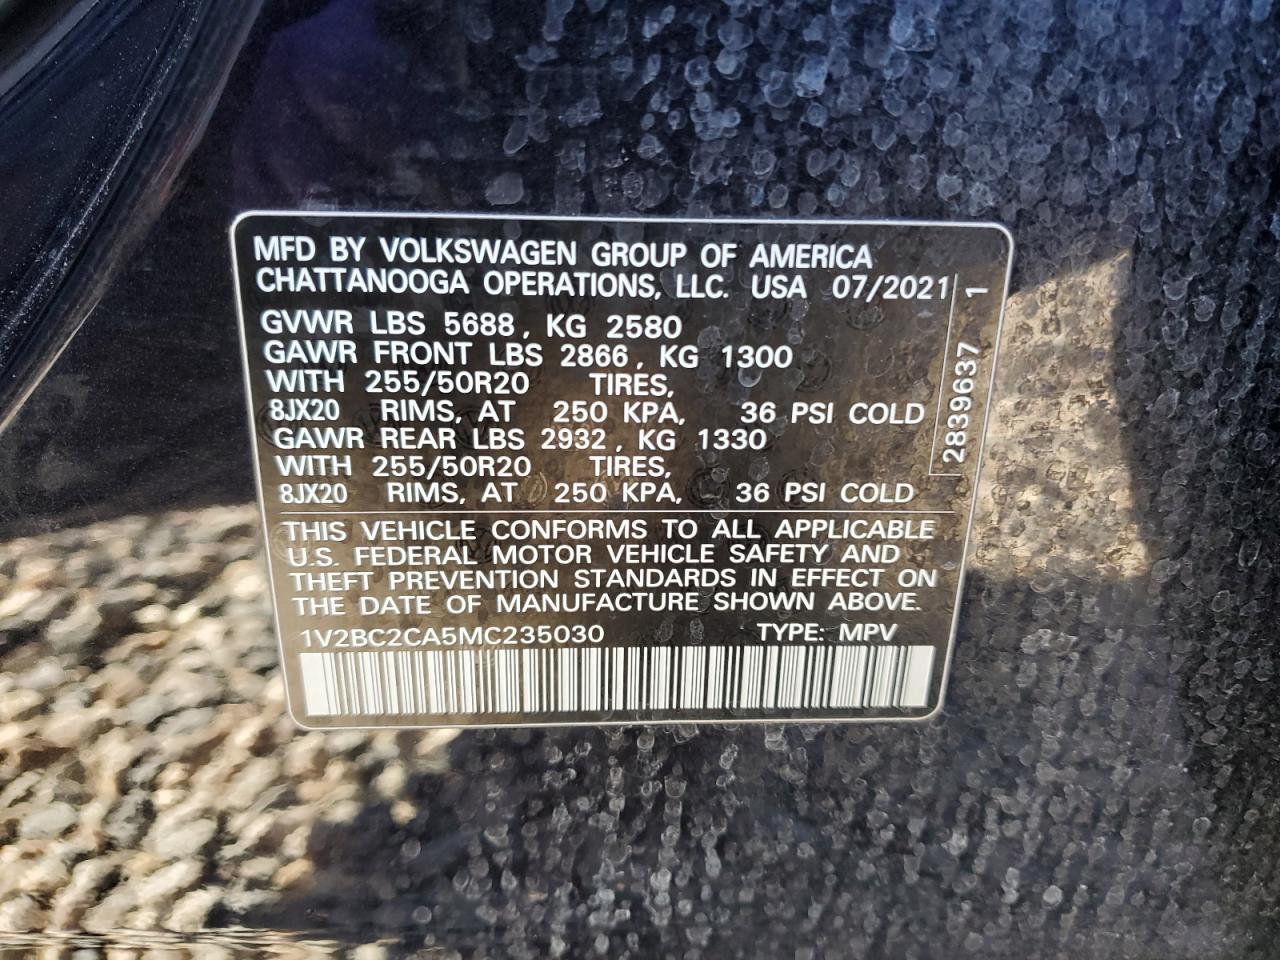 MFD BY VOLKSWAGEN GROUP OF AMERICA
CHATTANOOGA OPERATIONS, LLC. USA 07/2021
GVWR LBS 5688, KG 2580
GAWR FRONT LBS 2866, KG 1300
WITH 255/50R20 TIRES,
8JX20 RIMS, AT 250 KPA, 36 PSI COLD
GAWR REAR LBS 2932, KG 1330
WITH 255/50R20 TIRES,
8JX20 RIMS, AT 250 KPA, 36 PSI COLD
2839637 1
THIS VEHICLE CONFORMS TO ALL APPLICABLE
U.S. FEDERAL MOTOR VEHICLE SAFETY AND
THEFT PREVENTION STANDARDS IN EFFECT ON
THE DATE OF MANUFACTURE SHOWN ABOVE.
1V2BC2CA5MC235030 TYPE: MPV